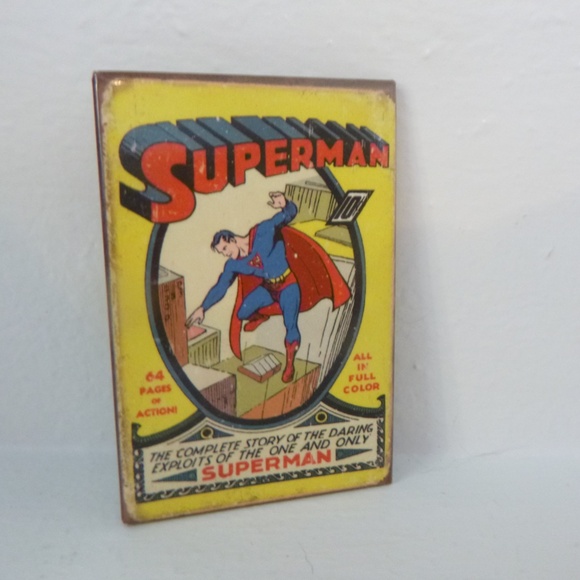 SUPERMAN
10¢
64
PAGES
OF
ACTION!
ALL
IN
FULL
COLOR
THE COMPLETE STORY OF THE DARING
EXPLOITS OF THE ONE AND ONLY
SUPERMAN